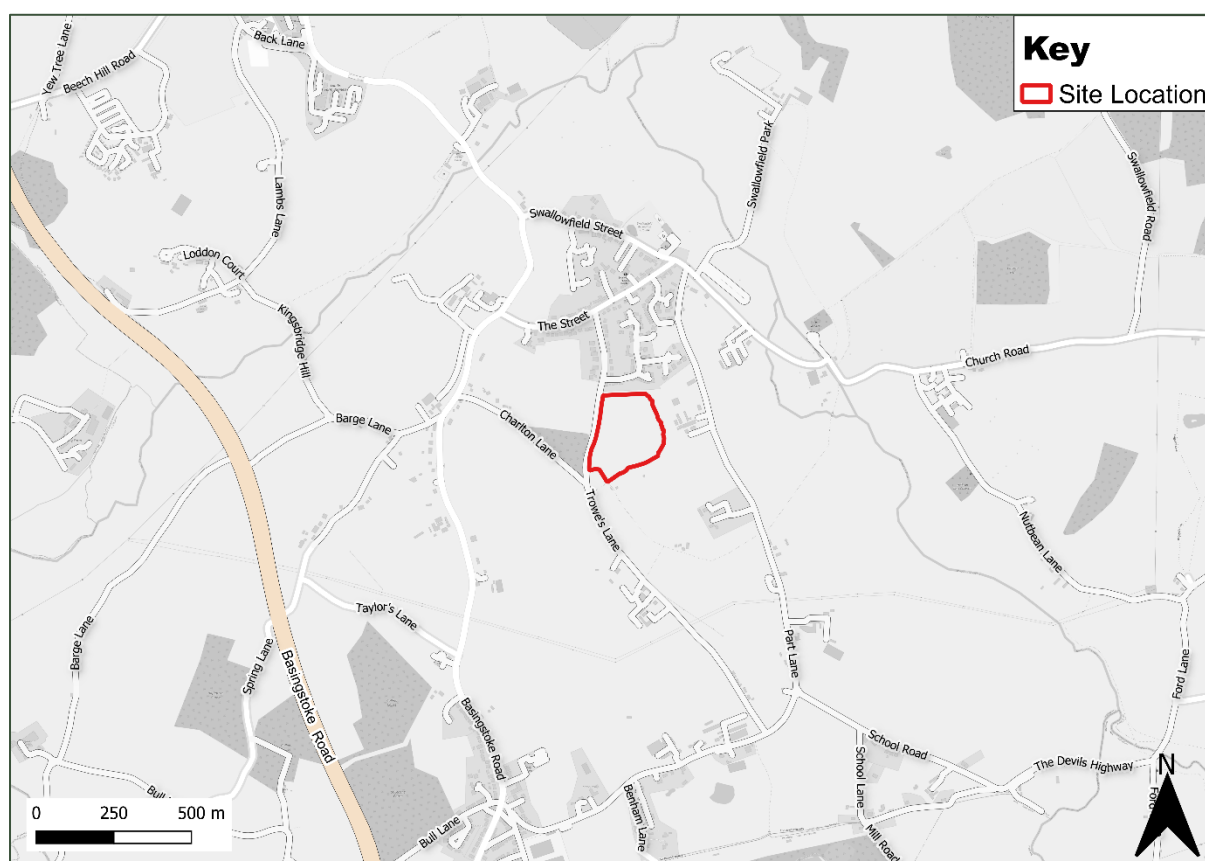 Key
Site Location
Yew Tree Lane
Beech Hill Road
Back Lane
Lambs Lane
Swallowfield Park
Swallowfield Road
Swallowfield Street
Loddon Court
Kingsbridge Hill
The Street
Church Road
Barge Lane
Charlton Lane
Trowe's Lane
Nutbean Lane
Barge Lane
Taylor's Lane
Spring Lane
Basingstoke Road
Part Lane
Ford Lane
Basingstoke Road
School Road
The Devils Highway
School Lane
Mill Road
Benham Lane
Bull Lane
N
0 250 500 m